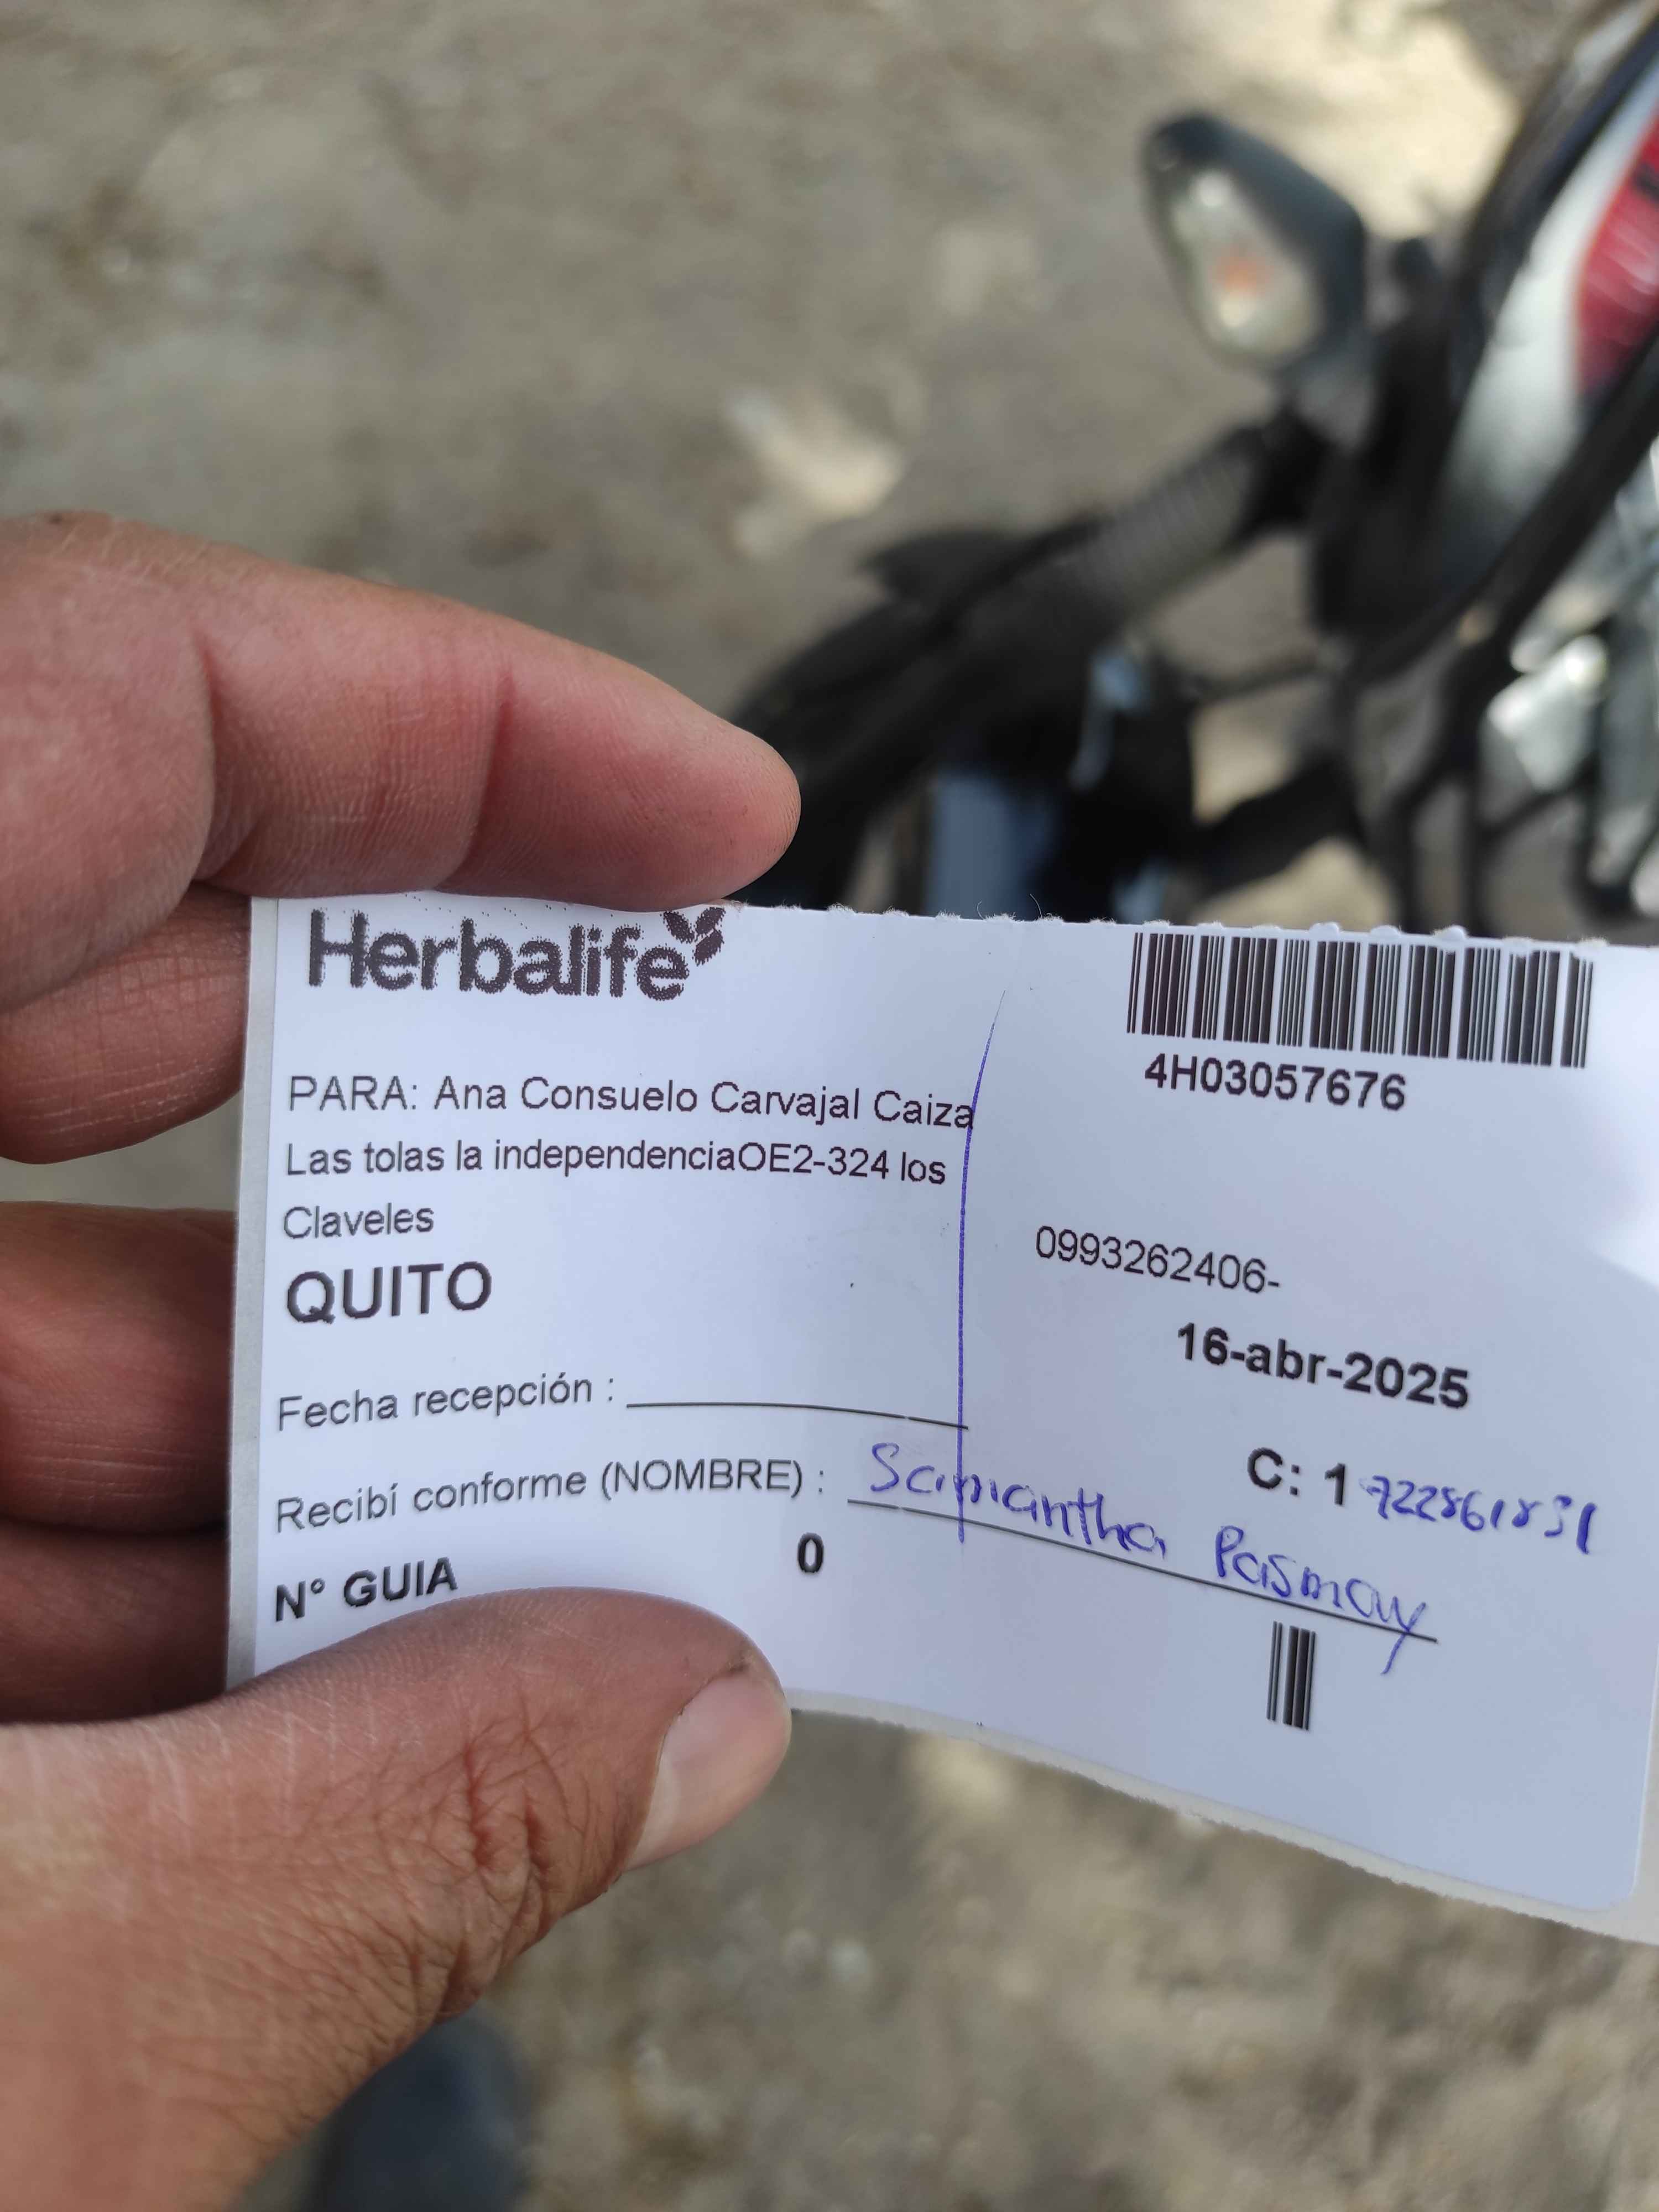 Herbalife
4H03057676
PARA: Ana Consuelo Carvajal Caiza
Las tolas la independenciaOE2-324 los
Claveles
QUITO
0993262406-
16-abr-2025
Fecha recepción :
C: 1 722861831
Recibí conforme (NOMBRE) : Samantha Pasmay
N° GUIA 0